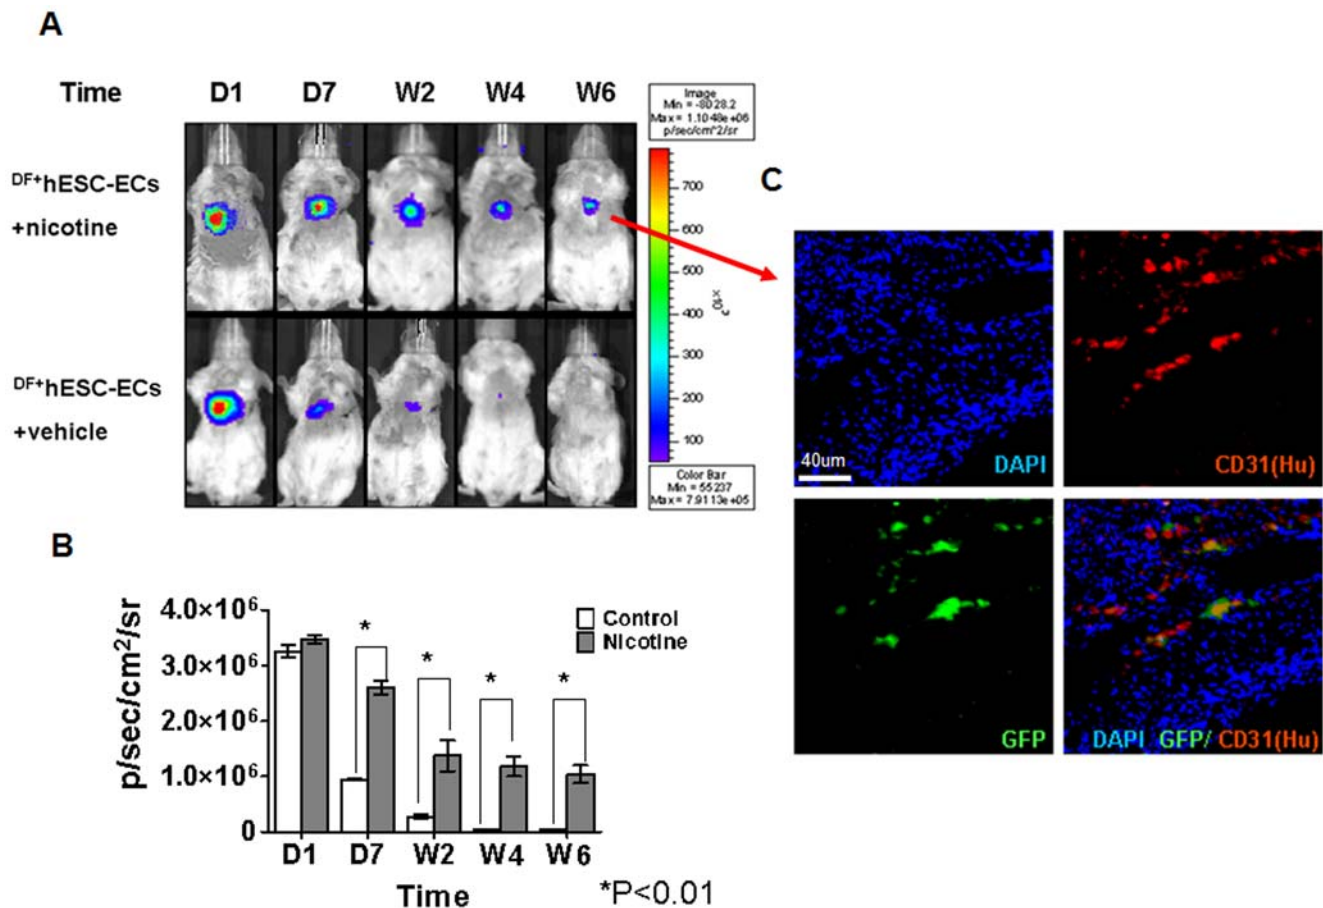 A
Time D1 D7 W2 W4 W6
DF+hESC-ECs
+nicotine
DF+hESC-ECs
+vehicle
Image
Min = -8028.2
Max = 1.1048e+06
p/sec/cm^2/sr
700
600
500
400
300
200
100
Color Bar
Min = 55237
Max = 7.9113e+05
C
DAPI
40um
CD31(Hu)
GFP
DAPI GFP/ CD31(Hu)
B
p/sec/cm²/sr
4.0×10⁶
3.0×10⁶
2.0×10⁶
1.0×10⁶
0
* * * *
Control
Nicotine
D1 D7 W2 W4 W6
Time
*P<0.01